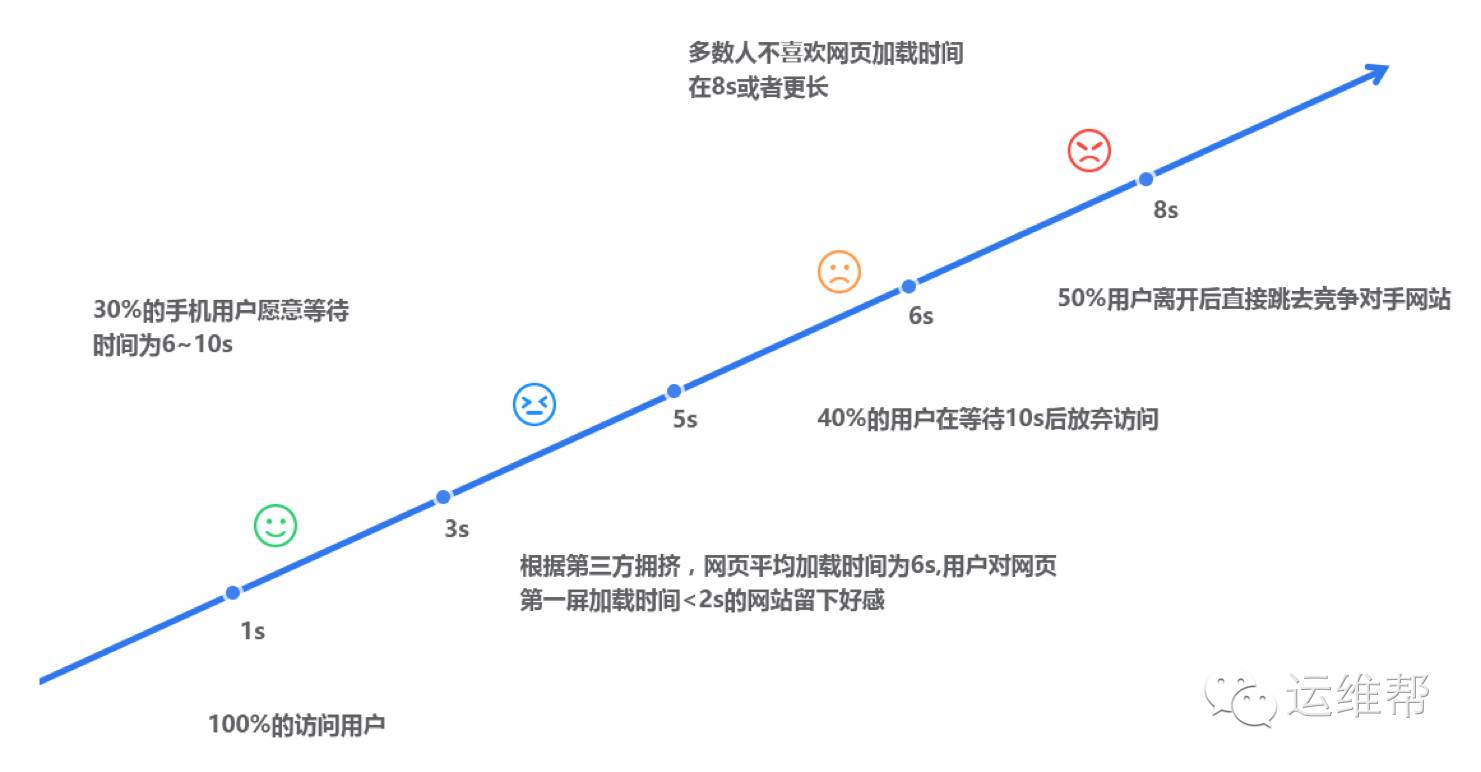 多数人不喜欢网页加载时间
在8s或者更长
8s
50%用户离开后直接跳去竞争对手网站
30%的手机用户愿意等待
时间为6~10s
6s
40%的用户在等待10s后放弃访问
5s
3s
根据第三方拥挤，网页平均加载时间为6s,用户对网页
第一屏加载时间<2s的网站留下好感
1s
100%的访问用户
运维帮